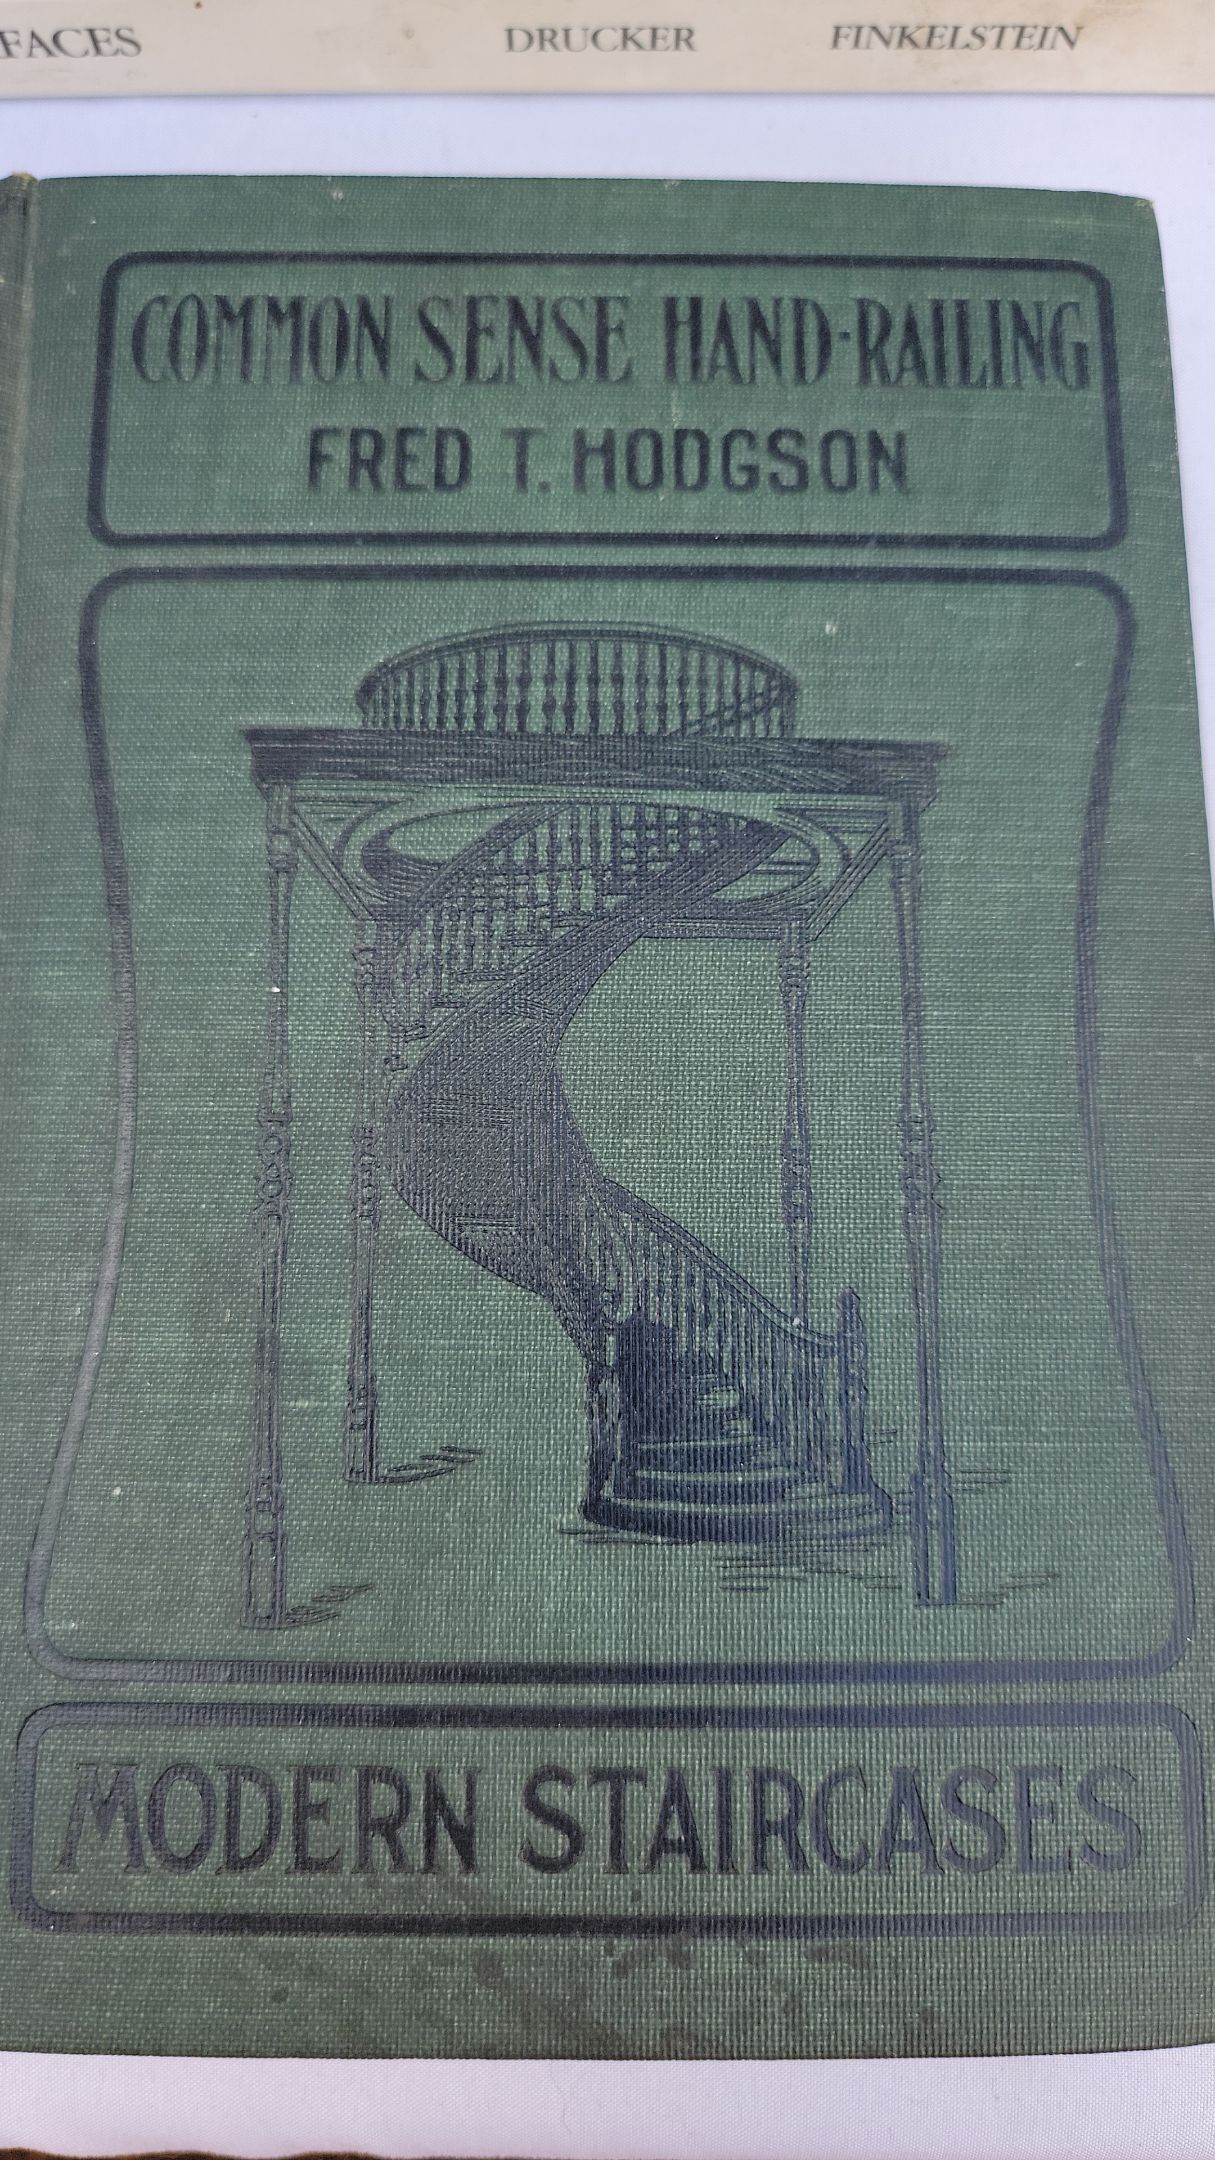 FACES DRUCKER FINKELSTEIN
COMMON SENSE HAND-RAILING
FRED T. HODGSON
MODERN STAIRCASES